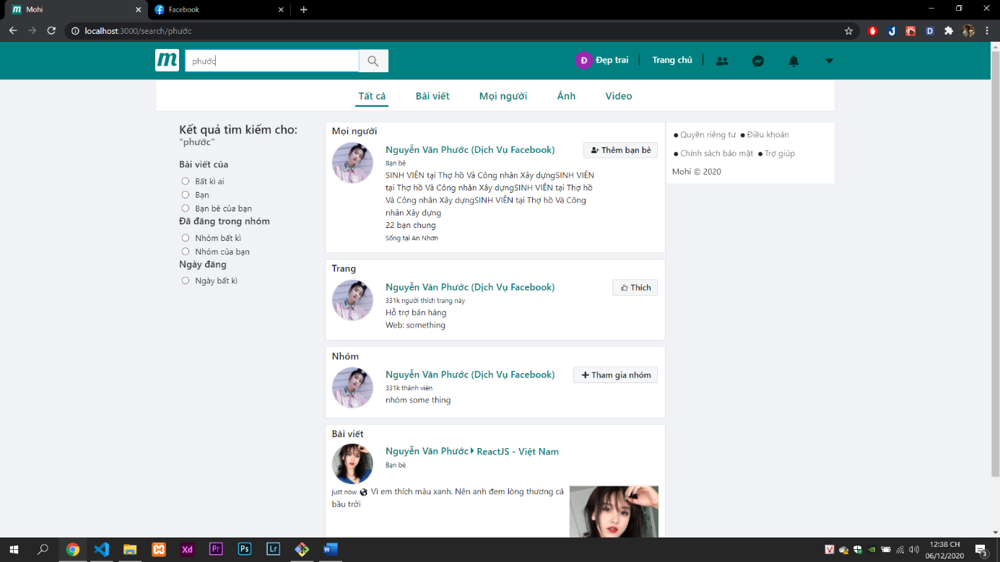 m Mohi
Facebook
localhost:3000/search/phước
m
phước
Đ Đẹp trai
Trang chủ
Tất cả
Bài viết
Mọi người
Ảnh
Video
Kết quả tìm kiếm cho:
"phước"
Bài viết của
Bất kì ai
Bạn
Bạn bè của bạn
Đã đăng trong nhóm
Nhóm bất kì
Nhóm của bạn
Ngày đăng
Ngày bất kì
Mọi người
Nguyễn Văn Phước (Dịch Vụ Facebook)
Thêm bạn bè
Bạn bè
SINH VIÊN tại Thợ hồ Và Công nhân Xây dựngSINH VIÊN
tại Thợ hồ Và Công nhân Xây dựngSINH VIÊN tại Thợ hồ
Và Công nhân Xây dựngSINH VIÊN tại Thợ hồ Và Công
nhân Xây dựng
22 bạn chung
Sống tại An Nhơn
Trang
Nguyễn Văn Phước (Dịch Vụ Facebook)
Thích
331k người thích trang này
Hỗ trợ bán hàng
Web: something
Nhóm
Nguyễn Văn Phước (Dịch Vụ Facebook)
Tham gia nhóm
331k thành viên
nhóm some thing
Bài viết
Nguyễn Văn Phước ReactJS - Việt Nam
Bạn bè
just now Vì em thích màu xanh. Nên anh đem lòng thương cả
bầu trời
Quyền riêng tư Điều khoản
Chính sách bảo mật Trợ giúp
Mohi © 2020
Xd
Pr
Ps
Lr
12:38 CH
06/12/2020
3